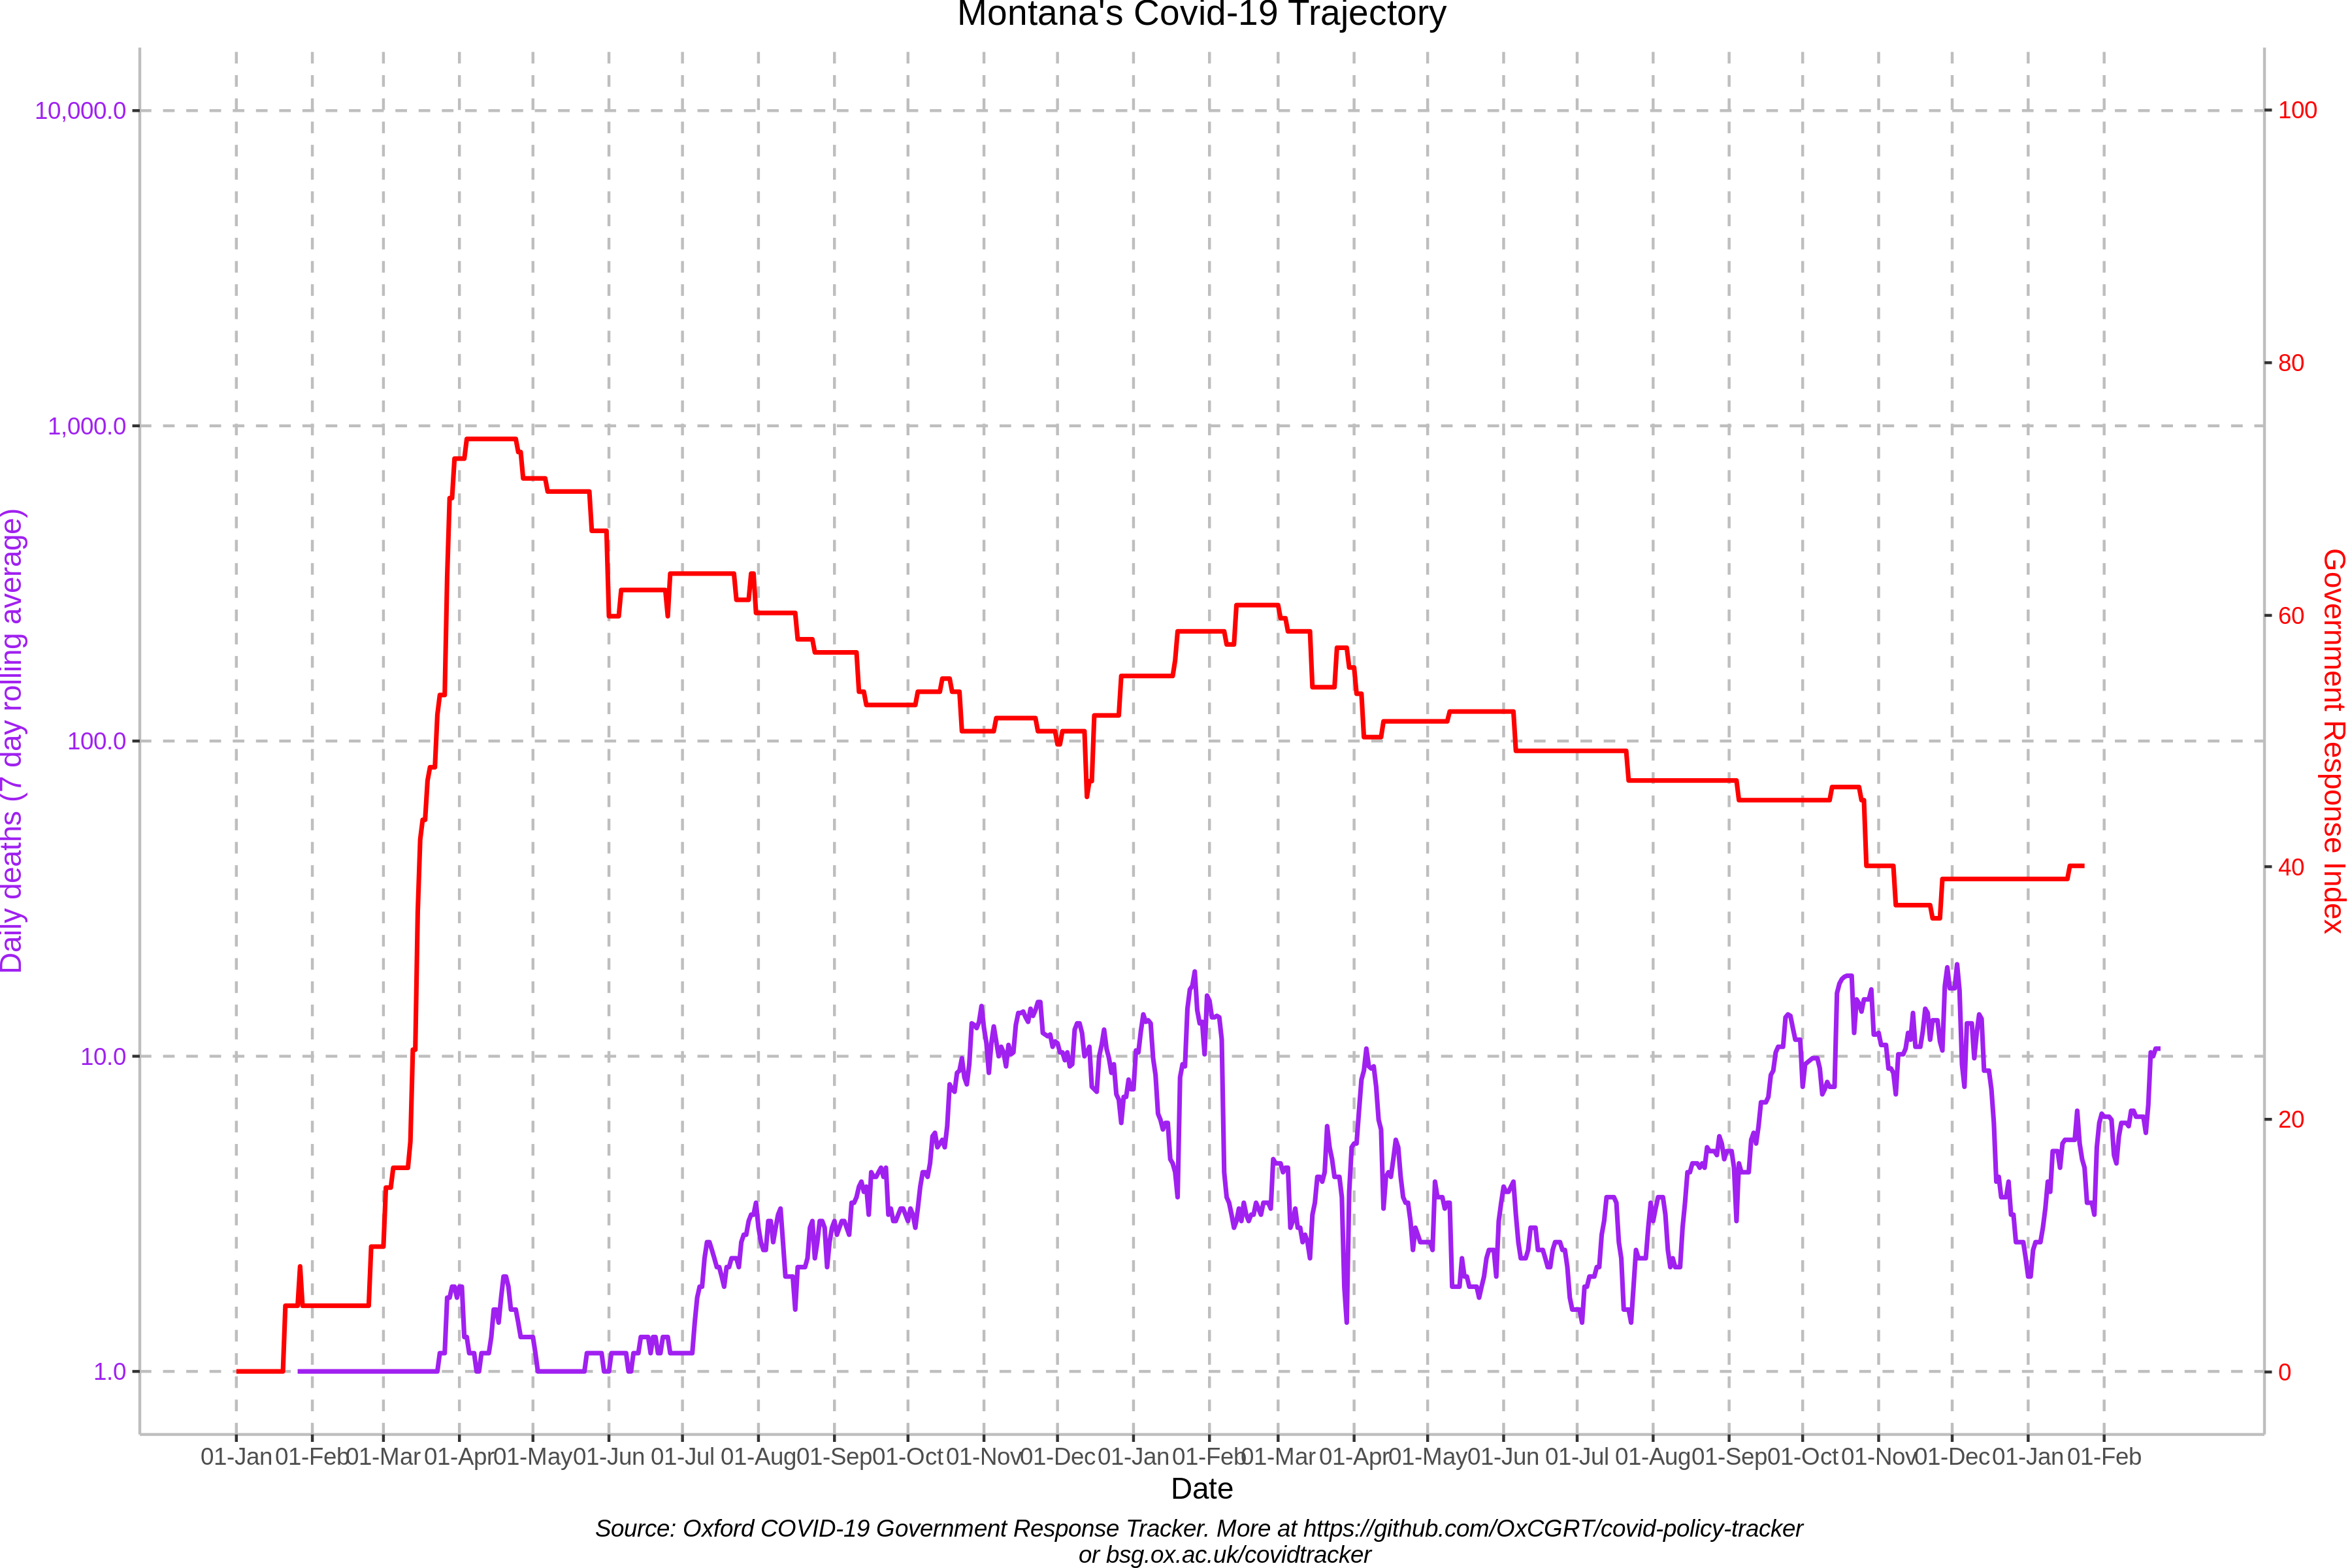 Montana's Covid-19 Trajectory
10,000.0
1,000.0
100.0
10.0
1.0
Daily deaths (7 day rolling average)
100
80
60
40
20
0
Government Response Index
01-Jan 01-Feb 01-Mar 01-Apr 01-May 01-Jun 01-Jul 01-Aug 01-Sep 01-Oct 01-Nov 01-Dec 01-Jan 01-Feb 01-Mar 01-Apr 01-May 01-Jun 01-Jul 01-Aug 01-Sep 01-Oct 01-Nov 01-Dec 01-Jan 01-Feb
Date
Source: Oxford COVID-19 Government Response Tracker. More at https://github.com/OxCGRT/covid-policy-tracker
or bsg.ox.ac.uk/covidtracker